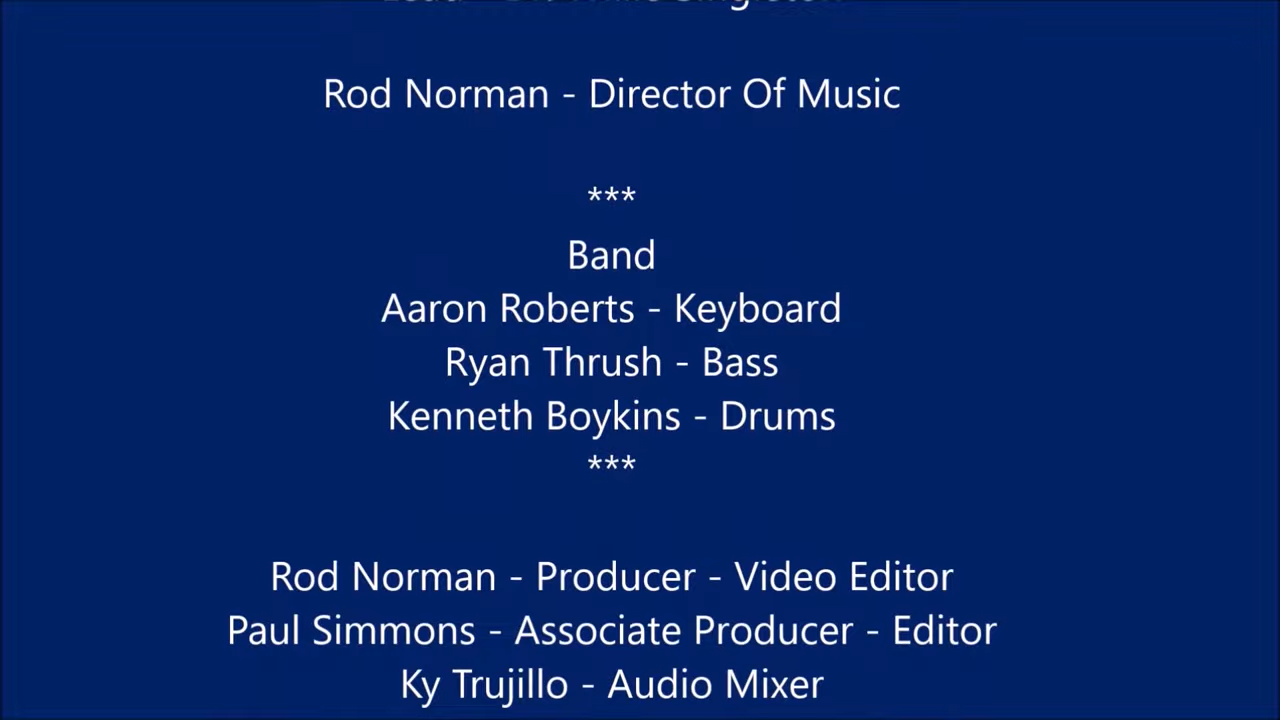 Singleton
Rod Norman - Director Of Music
***
Band
Aaron Roberts - Keyboard
Ryan Thrush - Bass
Kenneth Boykins - Drums
***
Rod Norman - Producer - Video Editor
Paul Simmons - Associate Producer - Editor
Ky Trujillo - Audio Mixer